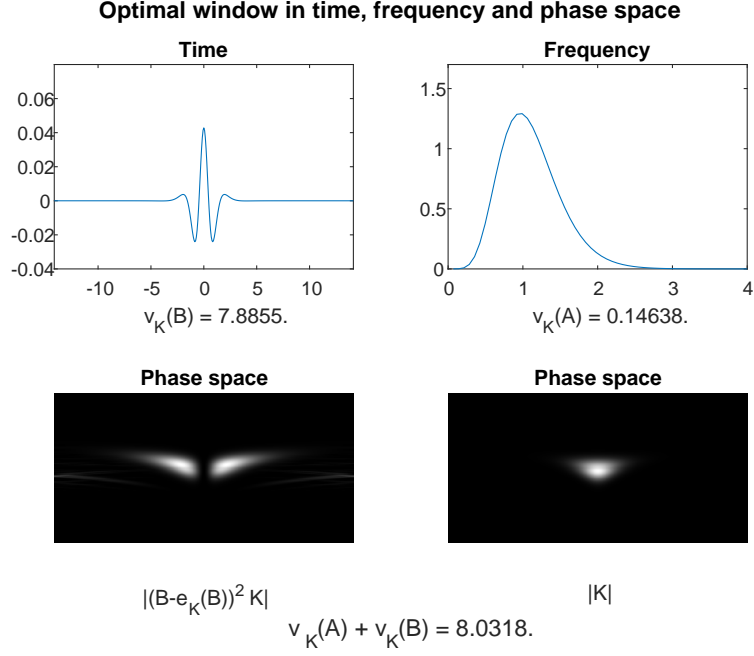 Optimal window in time, frequency and phase space
Time
0.06
0.04
0.02
0
-0.02
-0.04
-10 -5 0 5 10
v_K(B) = 7.8855.
Frequency
1.5
1
0.5
0
0 1 2 3 4
v_K(A) = 0.14638.
Phase space
|(B-e_K(B))² K|
Phase space
|K|
v_K(A) + v_K(B) = 8.0318.